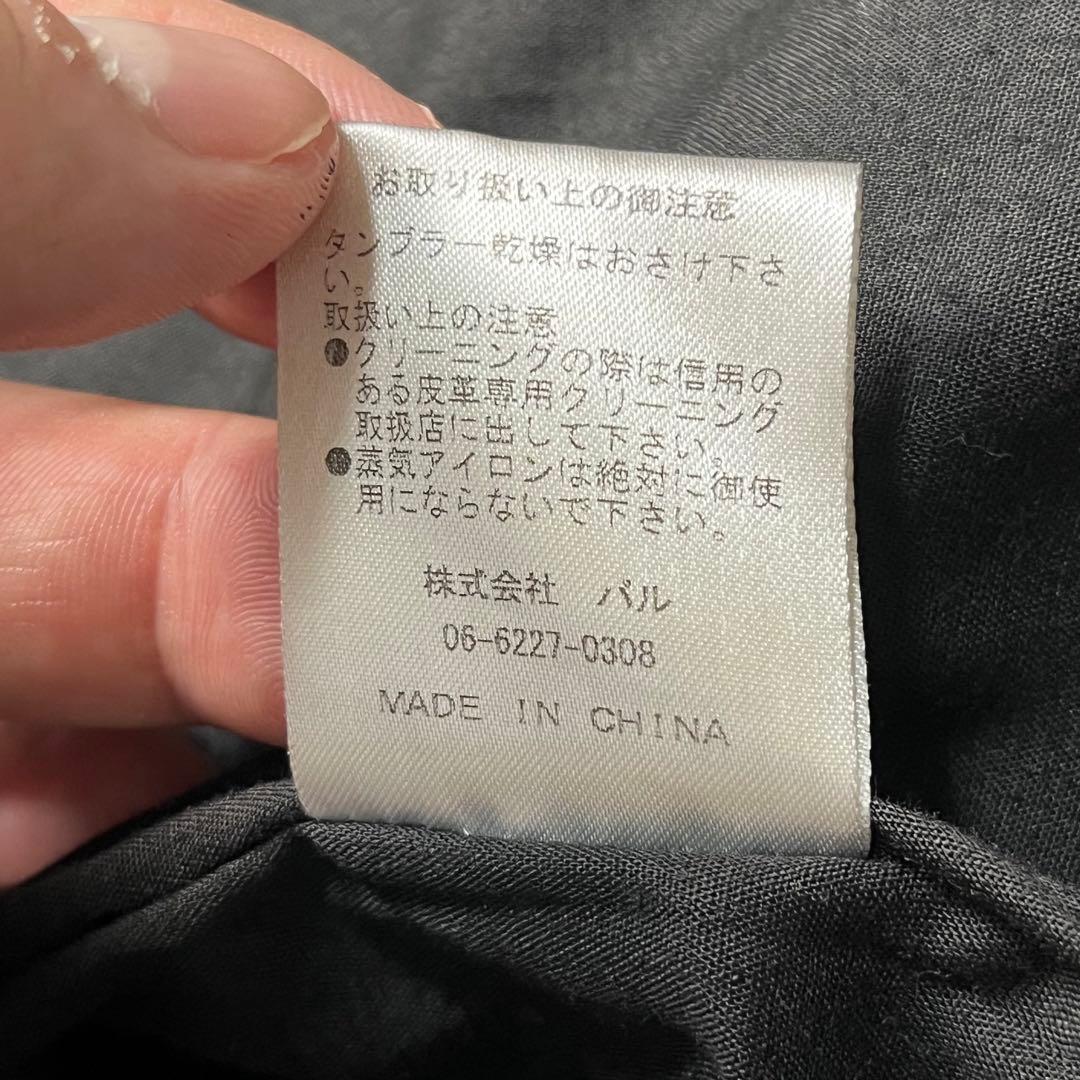 お取り扱い上の御注意
タンブラー乾燥はおさけ下さ
い。
取扱い上の注意
●クリーニングの際は信用の
ある皮革専用クリーニング
取扱店に出して下さい。
●蒸気アイロンは絶対に御使
用にならないで下さい。
株式会社 パル
06-6227-0308
MADE IN CHINA